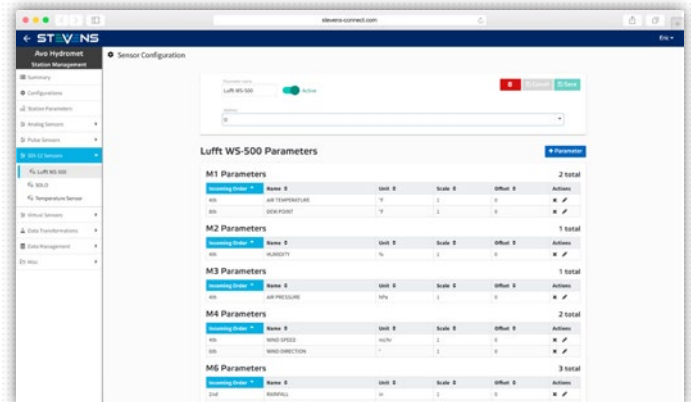 stevens-connect.com
← STEVENS
Eric
Avo Hydromet
Station Management
Sensor Configuration
Summary
Configurations
Station Parameters
Analog Sensors
Pulse Sensors
SDI-12 Sensors
Lufft WS-500
SOLO
Temperature Sensor
Virtual Sensors
Data Transformations
Data Management
Misc
Lufft WS-500
Active
Cancel
Save
Address
0
Lufft WS-500 Parameters
+ Parameter
M1 Parameters 2 total
Incoming Order Name Unit Scale Offset Actions
4th AIR TEMPERATURE °F 1 0
8th DEW POINT °F 1 0
M2 Parameters 1 total
Incoming Order Name Unit Scale Offset Actions
4th HUMIDITY % 1 0
M3 Parameters 1 total
Incoming Order Name Unit Scale Offset Actions
4th AIR PRESSURE hPa 1 0
M4 Parameters 2 total
Incoming Order Name Unit Scale Offset Actions
4th WIND SPEED mi/hr 1 0
8th WIND DIRECTION ° 1 0
M6 Parameters 3 total
Incoming Order Name Unit Scale Offset Actions
2nd RAINFALL in 1 0